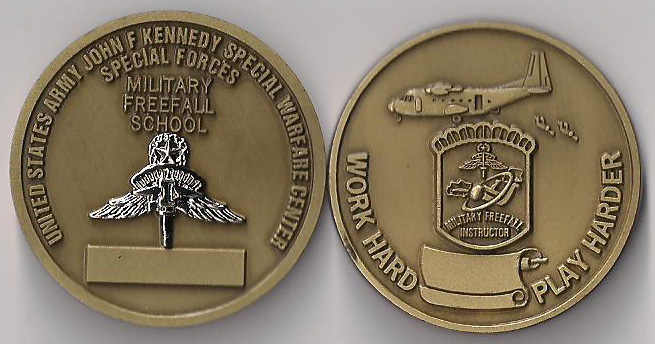 UNITED STATES ARMY JOHN F KENNEDY SPECIAL WARFARE CENTER
SPECIAL FORCES
MILITARY
FREEFALL
SCHOOL
WORK HARD
PLAY HARDER
MILITARY FREEFALL
INSTRUCTOR